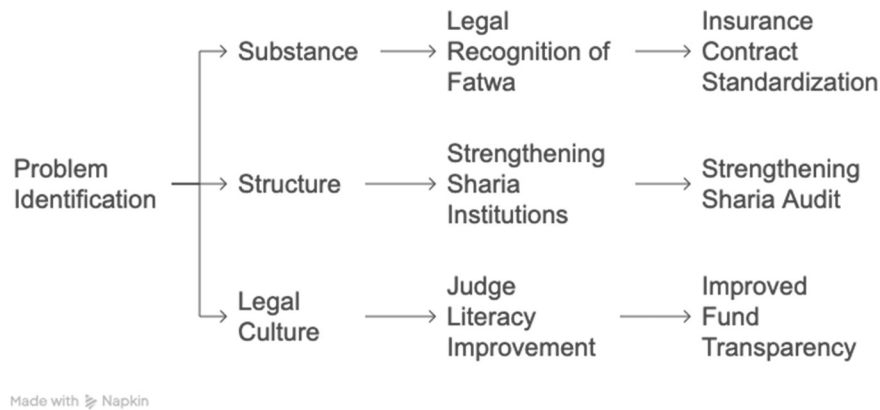 Problem
Identification
Substance
Legal
Recognition of
Fatwa
Insurance
Contract
Standardization
Structure
Strengthening
Sharia
Institutions
Strengthening
Sharia Audit
Legal
Culture
Judge
Literacy
Improvement
Improved
Fund
Transparency
Made with Napkin